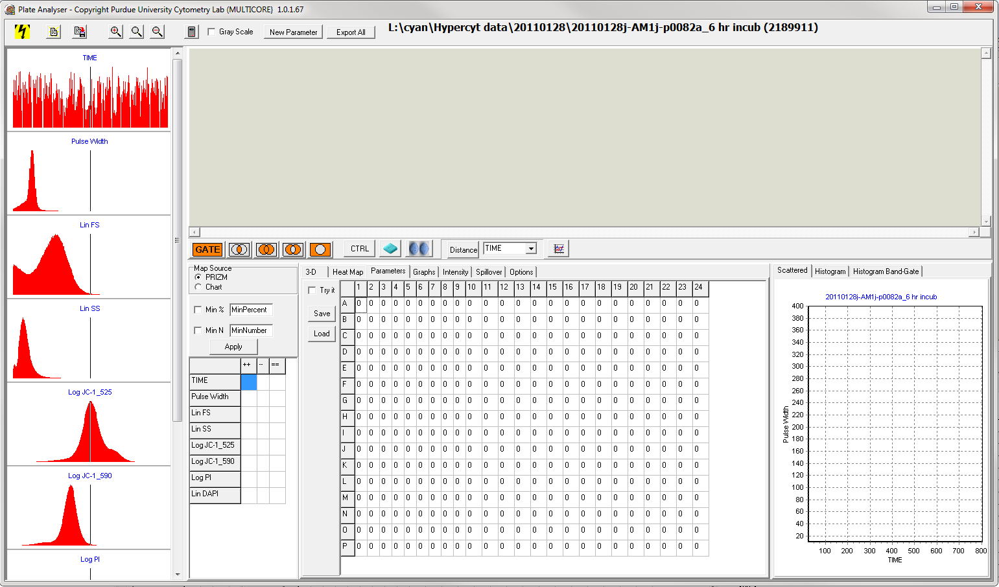 Plate Analyser - Copyright Purdue University Cytometry Lab (MULTICORE) 1.0.1.67
Gray Scale
New Parameter
Export All
L:\cyan\Hypercyt data\20110128\20110128j-AM1j-p0082a_6 hr incub (2189911)
TIME
Pulse Width
Lin FS
Lin SS
Log JC-1_525
Log JC-1_590
Log PI
GATE
CTRL
Distance
TIME
Map Source
PRIZM
Chart
Min %
MinPercent
Min N
MinNumber
Apply
++ -- ==
TIME
Pulse Width
Lin FS
Lin SS
Log JC-1_525
Log JC-1_590
Log PI
Lin DAPI
3-D Heat Map Parameters Graphs Intensity Spillover Options
Try it
Save
Load
1 2 3 4 5 6 7 8 9 10 11 12 13 14 15 16 17 18 19 20 21 22 23 24
A 0 0 0 0 0 0 0 0 0 0 0 0 0 0 0 0 0 0 0 0 0 0 0 0
B 0 0 0 0 0 0 0 0 0 0 0 0 0 0 0 0 0 0 0 0 0 0 0 0
C 0 0 0 0 0 0 0 0 0 0 0 0 0 0 0 0 0 0 0 0 0 0 0 0
D 0 0 0 0 0 0 0 0 0 0 0 0 0 0 0 0 0 0 0 0 0 0 0 0
E 0 0 0 0 0 0 0 0 0 0 0 0 0 0 0 0 0 0 0 0 0 0 0 0
F 0 0 0 0 0 0 0 0 0 0 0 0 0 0 0 0 0 0 0 0 0 0 0 0
G 0 0 0 0 0 0 0 0 0 0 0 0 0 0 0 0 0 0 0 0 0 0 0 0
H 0 0 0 0 0 0 0 0 0 0 0 0 0 0 0 0 0 0 0 0 0 0 0 0
I 0 0 0 0 0 0 0 0 0 0 0 0 0 0 0 0 0 0 0 0 0 0 0 0
J 0 0 0 0 0 0 0 0 0 0 0 0 0 0 0 0 0 0 0 0 0 0 0 0
K 0 0 0 0 0 0 0 0 0 0 0 0 0 0 0 0 0 0 0 0 0 0 0 0
L 0 0 0 0 0 0 0 0 0 0 0 0 0 0 0 0 0 0 0 0 0 0 0 0
M 0 0 0 0 0 0 0 0 0 0 0 0 0 0 0 0 0 0 0 0 0 0 0 0
N 0 0 0 0 0 0 0 0 0 0 0 0 0 0 0 0 0 0 0 0 0 0 0 0
O 0 0 0 0 0 0 0 0 0 0 0 0 0 0 0 0 0 0 0 0 0 0 0 0
P 0 0 0 0 0 0 0 0 0 0 0 0 0 0 0 0 0 0 0 0 0 0 0 0
Scattered Histogram Histogram Band-Gate
20110128j-AM1j-p0082a_6 hr incub
400
380
360
340
320
300
280
260
240
220
200
180
160
140
120
100
80
60
40
20
Pulse Width
100 200 300 400 500 600 700 800
TIME